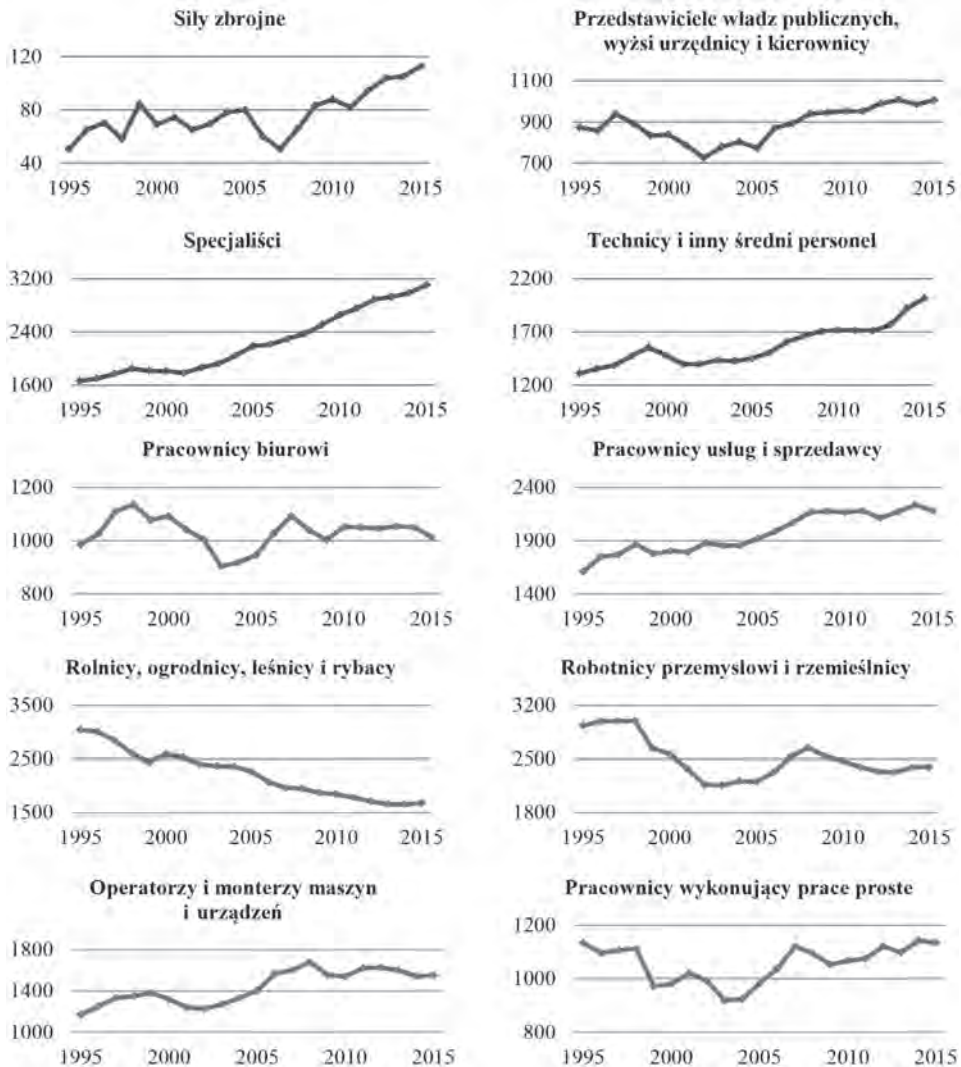 Siły zbrojne
120
80
40
1995 2000 2005 2010 2015
Przedstawiciele władz publicznych,
wyżsi urzędnicy i kierownicy
1100
900
700
1995 2000 2005 2010 2015
Specjaliści
3200
2400
1600
1995 2000 2005 2010 2015
Technicy i inny średni personel
2200
1700
1200
1995 2000 2005 2010 2015
Pracownicy biurowi
1200
1000
800
1995 2000 2005 2010 2015
Pracownicy usług i sprzedawcy
2400
1900
1400
1995 2000 2005 2010 2015
Rolnicy, ogrodnicy, leśnicy i rybacy
3500
2500
1500
1995 2000 2005 2010 2015
Robotnicy przemysłowi i rzemieślnicy
3200
2500
1800
1995 2000 2005 2010 2015
Operatorzy i monterzy maszyn
i urządzeń
1800
1400
1000
1995 2000 2005 2010 2015
Pracownicy wykonujący prace proste
1200
1000
800
1995 2000 2005 2010 2015